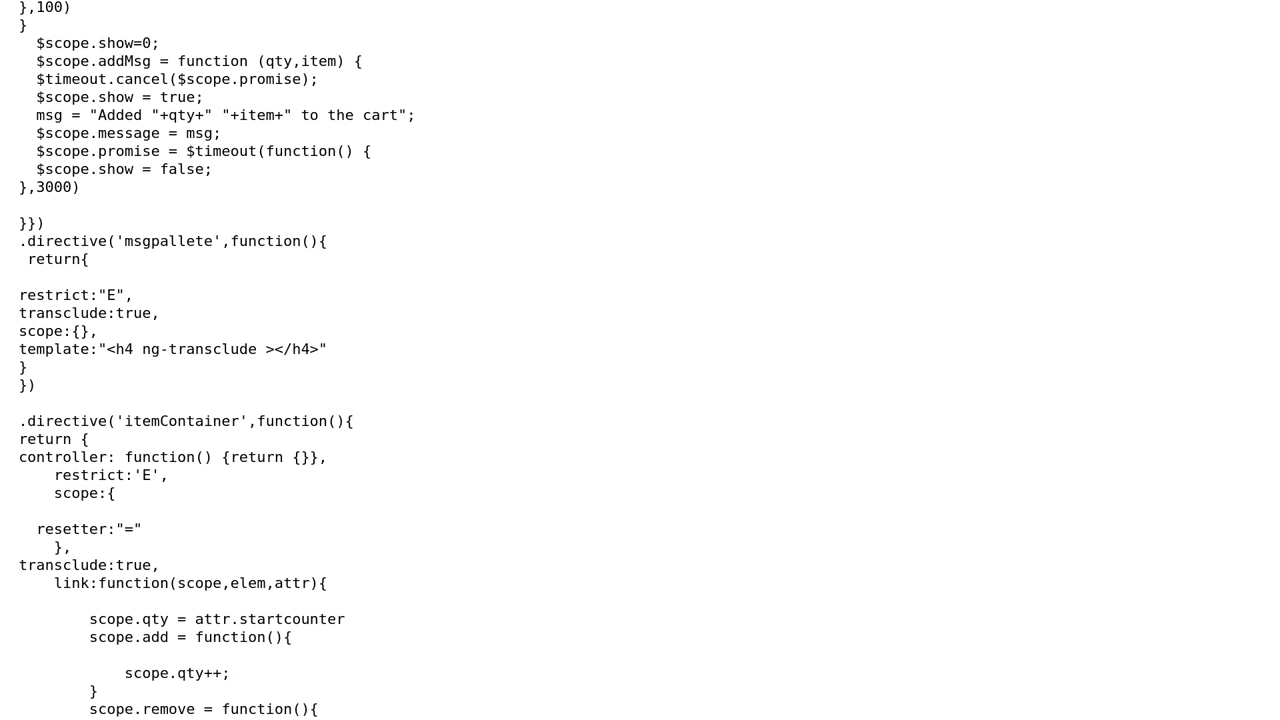 },100)
}
  $scope.show=0;
  $scope.addMsg = function (qty,item) {
  $timeout.cancel($scope.promise);
  $scope.show = true;
  msg = "Added "+qty+" "+item+" to the cart";
  $scope.message = msg;
  $scope.promise = $timeout(function() {
  $scope.show = false;
},3000)

}})
.directive('msgpallete',function(){
 return{

restrict:"E",
transclude:true,
scope:{},
template:"<h4 ng-transclude ></h4>"
}
})

.directive('itemContainer',function(){
return {
controller: function() {return {}},
    restrict:'E',
    scope:{

  resetter:"="
    },
transclude:true,
    link:function(scope,elem,attr){

        scope.qty = attr.startcounter
        scope.add = function(){

            scope.qty++;
        }
        scope.remove = function(){